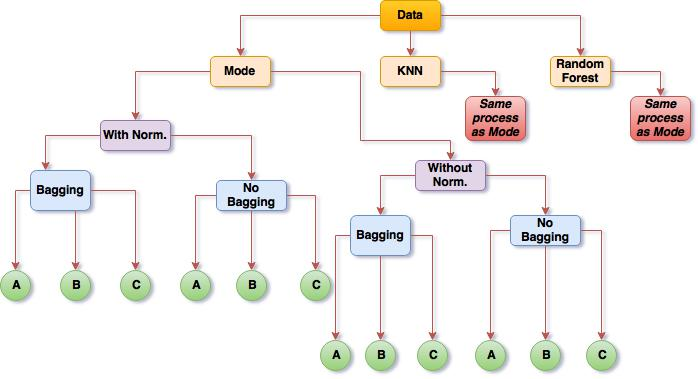 Data
Mode
KNN
Random
Forest
Same
process
as Mode
Same
process
as Mode
With Norm.
Without
Norm.
Bagging
No
Bagging
Bagging
No
Bagging
A
B
C
A
B
C
A
B
C
A
B
C